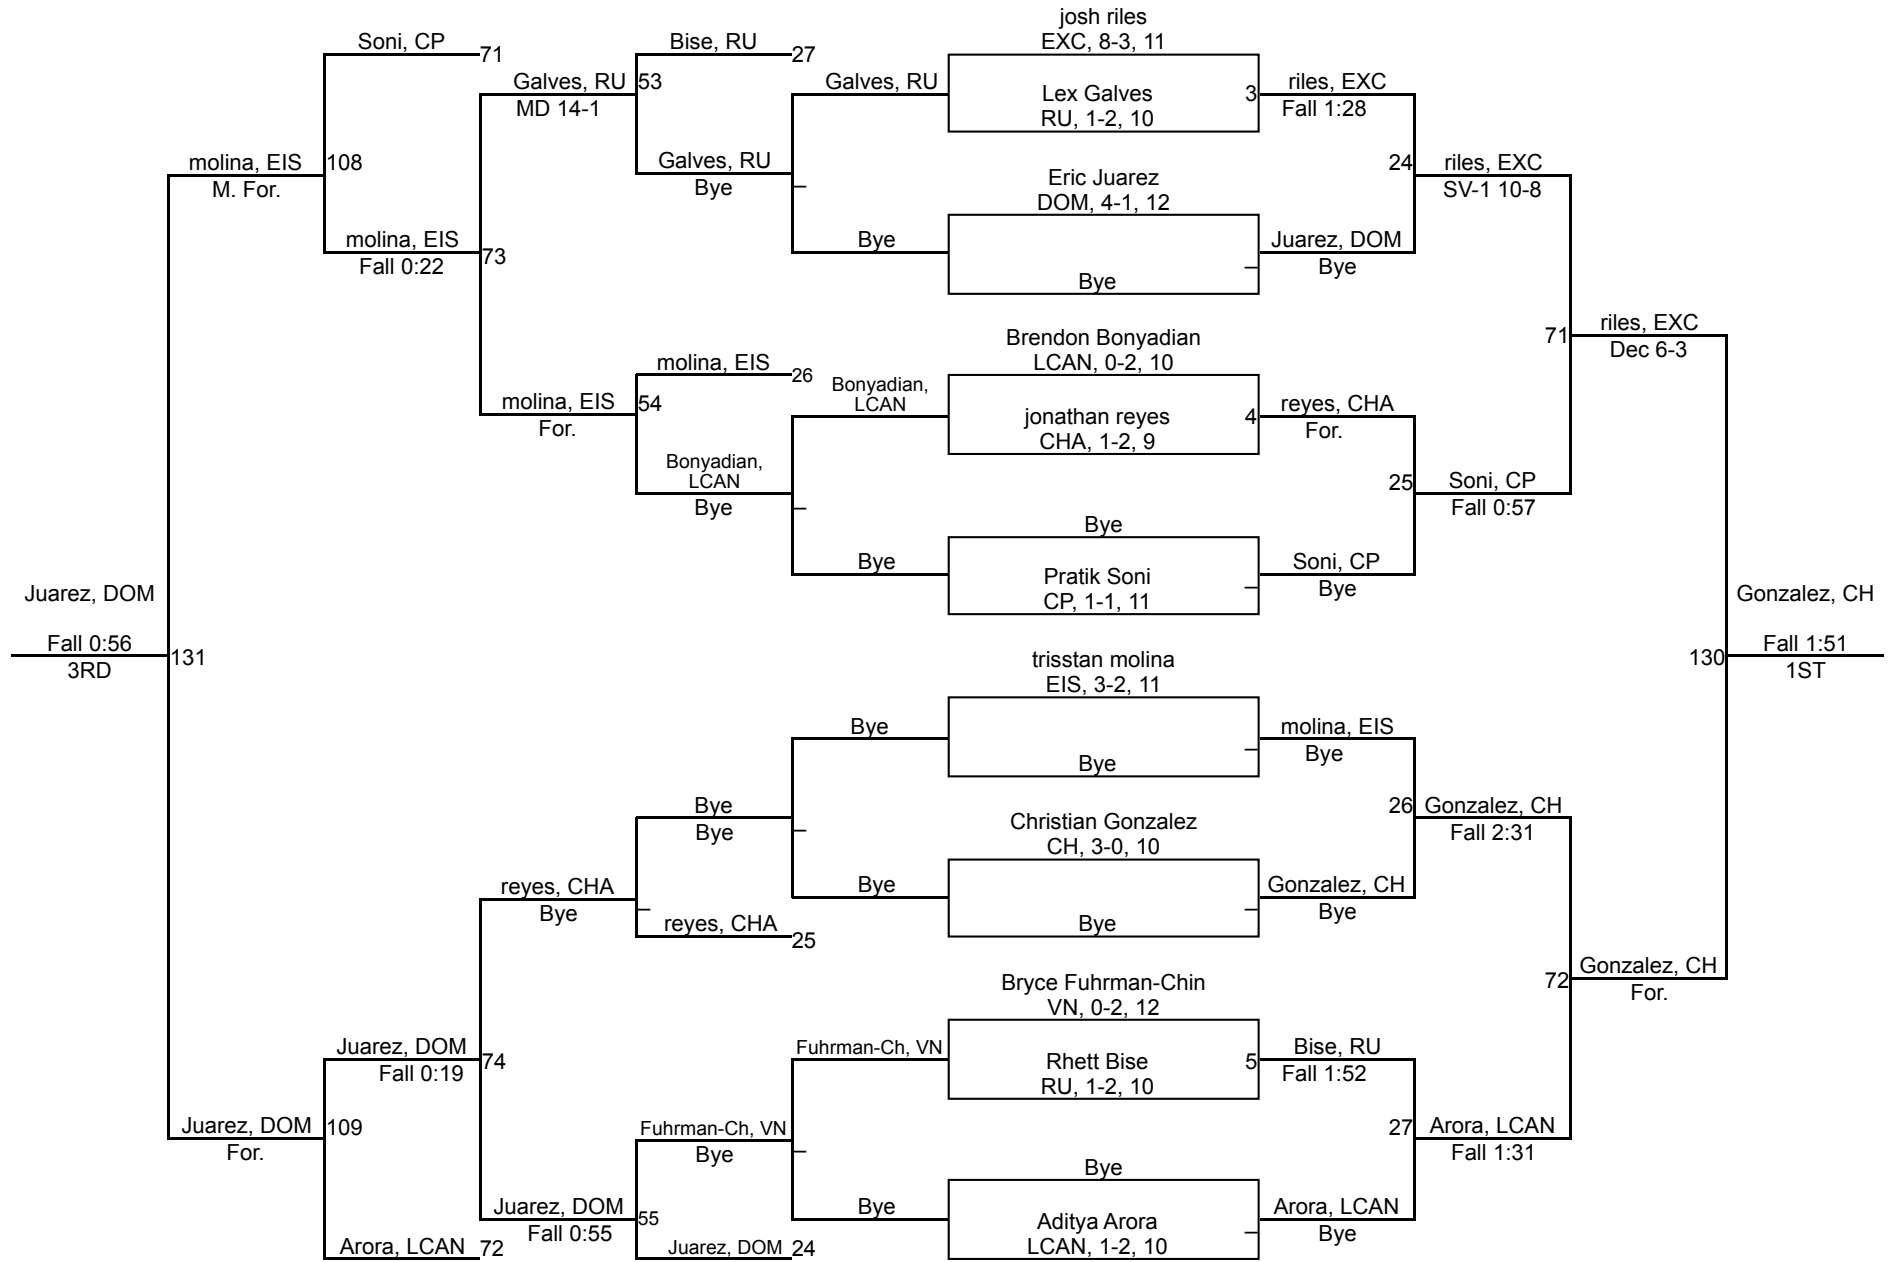 josh riles
EXC, 8-3, 11
Soni, CP
71
Bise, RU
27
Galves, RU
53
MD 14-1
Galves, RU
Lex Galves
RU, 1-2, 10
3
riles, EXC
Fall 1:28
molina, EIS
108
M. For.
Galves, RU
Bye
Eric Juarez
DOM, 4-1, 12
24
riles, EXC
SV-1 10-8
molina, EIS
73
Fall 0:22
Bye
Bye
Juarez, DOM
Bye
Brendon Bonyadian
LCAN, 0-2, 10
71
riles, EXC
Dec 6-3
molina, EIS
26
molina, EIS
54
For.
Bonyadian,
LCAN
jonathan reyes
CHA, 1-2, 9
4
reyes, CHA
For.
Bonyadian,
LCAN
Bye
25
Soni, CP
Fall 0:57
Bye
Bye
Pratik Soni
CP, 1-1, 11
Soni, CP
Bye
Juarez, DOM
Fall 0:56
3RD
131
Gonzalez, CH
130
Fall 1:51
1ST
trisstan molina
EIS, 3-2, 11
Bye
Bye
molina, EIS
Bye
Bye
Bye
Christian Gonzalez
CH, 3-0, 10
26
Gonzalez, CH
Fall 2:31
reyes, CHA
Bye
Bye
Bye
Gonzalez, CH
Bye
reyes, CHA
25
Bryce Fuhrman-Chin
VN, 0-2, 12
72
Gonzalez, CH
For.
Juarez, DOM
74
Fall 0:19
Fuhrman-Ch, VN
Rhett Bise
RU, 1-2, 10
5
Bise, RU
Fall 1:52
Juarez, DOM
109
For.
Fuhrman-Ch, VN
Bye
27
Arora, LCAN
Fall 1:31
Bye
Juarez, DOM
55
Fall 0:55
Bye
Aditya Arora
LCAN, 1-2, 10
Arora, LCAN
Bye
Arora, LCAN
72
Juarez, DOM
24